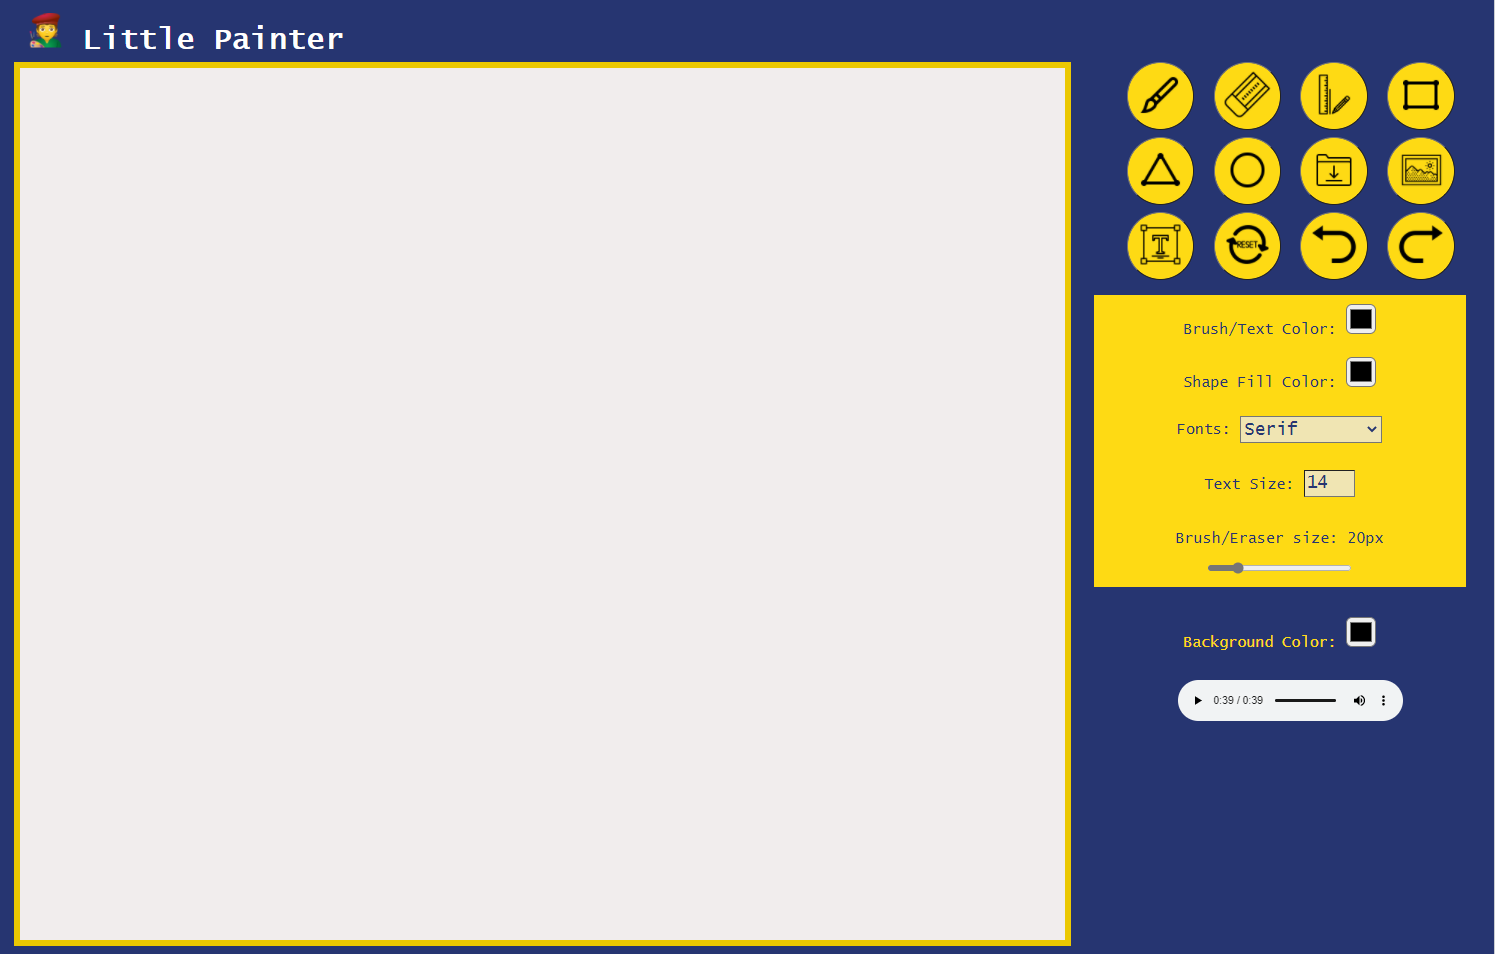 Little Painter
T
RESET
Brush/Text Color:
Shape Fill Color:
Fonts: Serif
Text Size: 14
Brush/Eraser size: 20px
Background Color:
0:39 / 0:39